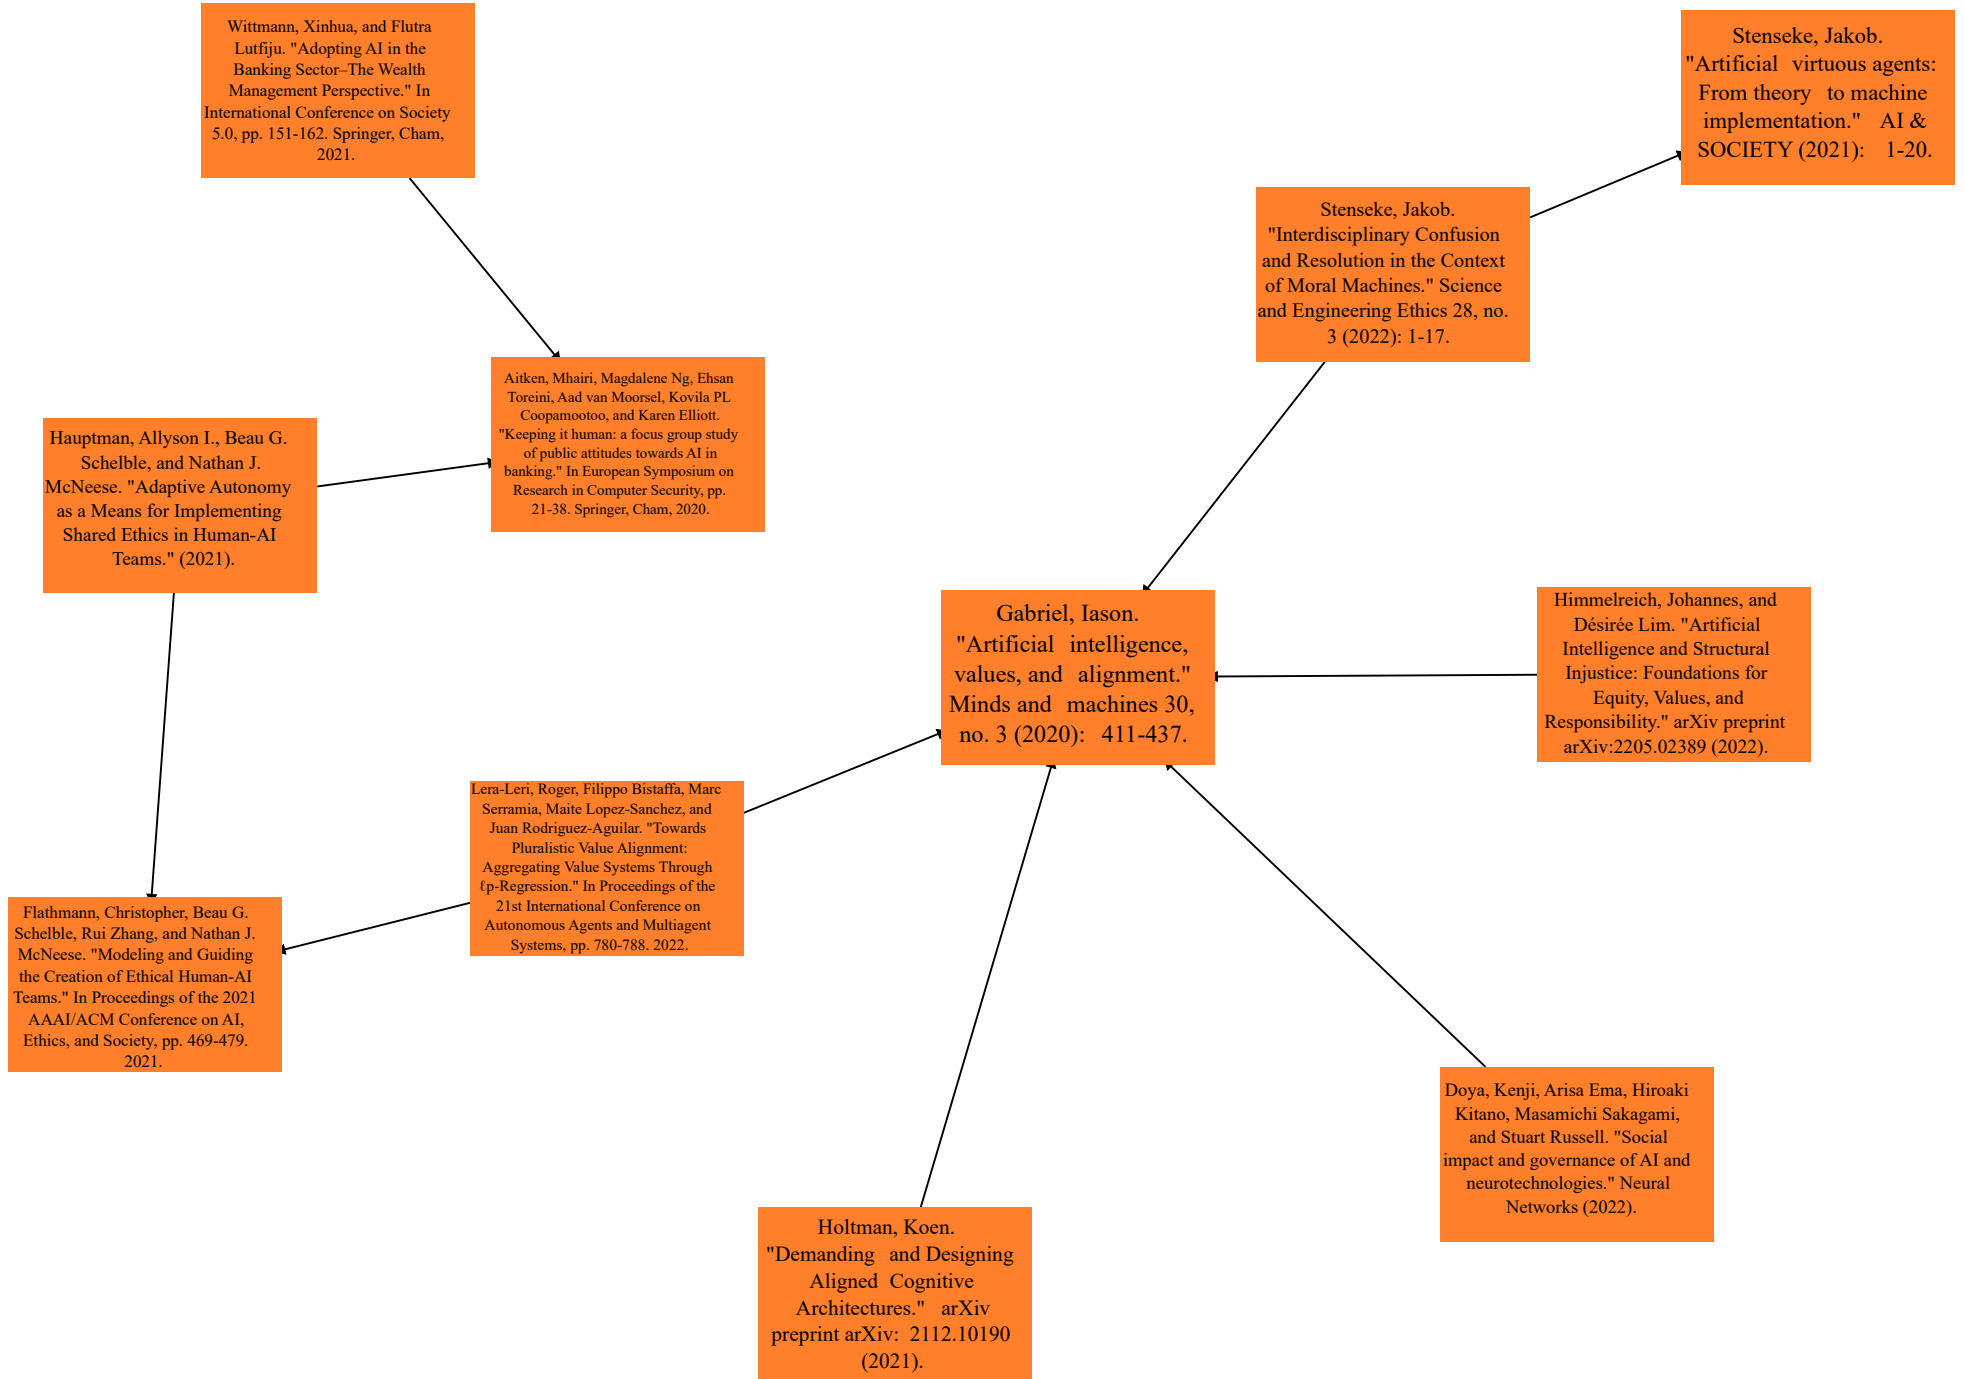 Wittmann, Xinhua, and Flutra
Lutfiju. "Adopting AI in the
Banking Sector–The Wealth
Management Perspective." In
International Conference on Society
5.0, pp. 151-162. Springer, Cham,
2021.
Stenseke, Jakob.
"Artificial virtuous agents:
From theory to machine
implementation." AI &
SOCIETY (2021): 1-20.
Stenseke, Jakob.
"Interdisciplinary Confusion
and Resolution in the Context
of Moral Machines." Science
and Engineering Ethics 28, no.
3 (2022): 1-17.
Aitken, Mhairi, Magdalene Ng, Ehsan
Toreini, Aad van Moorsel, Kovila PL
Coopamootoo, and Karen Elliott.
"Keeping it human: a focus group study
of public attitudes towards AI in
banking." In European Symposium on
Research in Computer Security, pp.
21-38. Springer, Cham, 2020.
Hauptman, Allyson I., Beau G.
Schelble, and Nathan J.
McNeese. "Adaptive Autonomy
as a Means for Implementing
Shared Ethics in Human-AI
Teams." (2021).
Gabriel, Iason.
"Artificial intelligence,
values, and alignment."
Minds and machines 30,
no. 3 (2020): 411-437.
Himmelreich, Johannes, and
Désirée Lim. "Artificial
Intelligence and Structural
Injustice: Foundations for
Equity, Values, and
Responsibility." arXiv preprint
arXiv:2205.02389 (2022).
Lera-Leri, Roger, Filippo Bistaffa, Marc
Serramia, Maite Lopez-Sanchez, and
Juan Rodriguez-Aguilar. "Towards
Pluralistic Value Alignment:
Aggregating Value Systems Through
ℓp-Regression." In Proceedings of the
21st International Conference on
Autonomous Agents and Multiagent
Systems, pp. 780-788. 2022.
Flathmann, Christopher, Beau G.
Schelble, Rui Zhang, and Nathan J.
McNeese. "Modeling and Guiding
the Creation of Ethical Human-AI
Teams." In Proceedings of the 2021
AAAI/ACM Conference on AI,
Ethics, and Society, pp. 469-479.
2021.
Doya, Kenji, Arisa Ema, Hiroaki
Kitano, Masamichi Sakagami,
and Stuart Russell. "Social
impact and governance of AI and
neurotechnologies." Neural
Networks (2022).
Holtman, Koen.
"Demanding and Designing
Aligned Cognitive
Architectures." arXiv
preprint arXiv: 2112.10190
(2021).